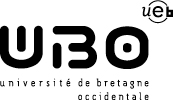 ueb
UBO
université de bretagne
occidentale